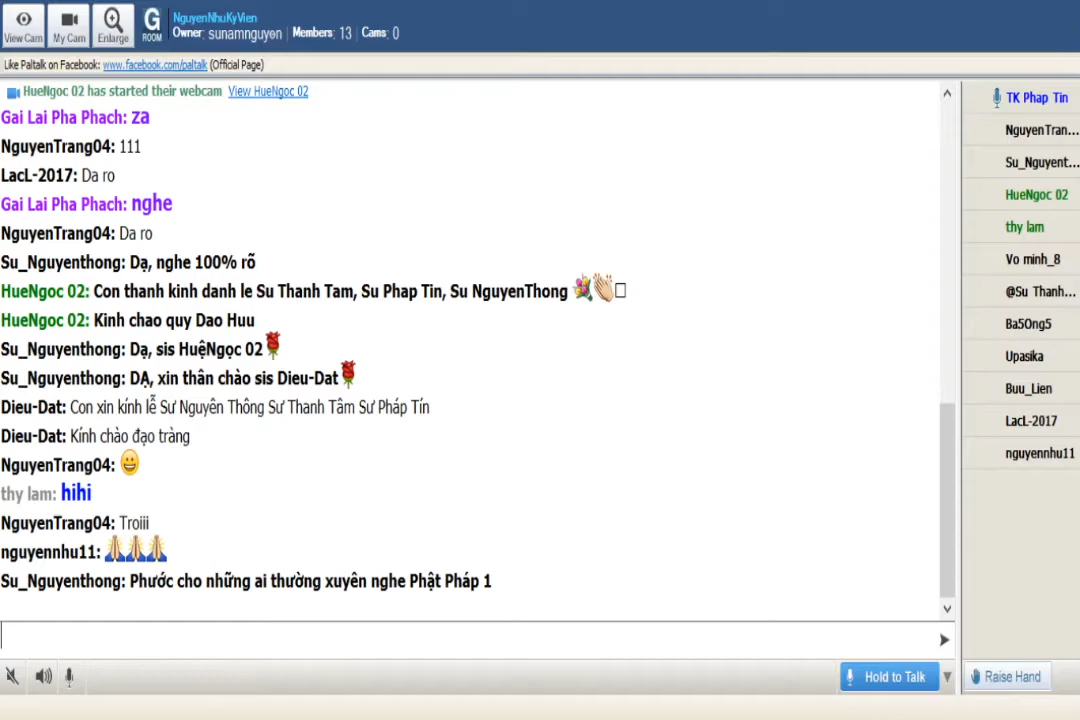 View Cam My Cam Enlarge G ROOM
NguyenNhuKyVien
Owner: sunamnguyen | Members: 13 | Cams: 0
Like Paltalk on Facebook: www.facebook.com/paltalk (Official Page)
HueNgoc 02 has started their webcam View HueNgoc 02
Gai Lai Pha Phach: za
NguyenTrang04: 111
LacL-2017: Da ro
Gai Lai Pha Phach: nghe
NguyenTrang04: Da ro
Su_Nguyenthong: Dạ, nghe 100% rõ
HueNgoc 02: Con thanh kinh danh le Su Thanh Tam, Su Phap Tin, Su NguyenThong
HueNgoc 02: Kinh chao quy Dao Huu
Su_Nguyenthong: Dạ, sis HuệNgọc 02
Su_Nguyenthong: DẠ, xin thân chào sis Dieu-Dat
Dieu-Dat: Con xin kính lễ Sư Nguyên Thông Sư Thanh Tâm Sư Pháp Tín
Dieu-Dat: Kính chào đạo tràng
NguyenTrang04:
thy lam: hihi
NguyenTrang04: Troiii
nguyennhu11:
Su_Nguyenthong: Phước cho những ai thường xuyên nghe Phật Pháp 1
TK Phap Tin
NguyenTran...
Su_Nguyent...
HueNgoc 02
thy lam
Vo minh_8
@Su Thanh...
Ba5Ong5
Upasika
Buu_Lien
LacL-2017
nguyennhu11
Hold to Talk
Raise Hand